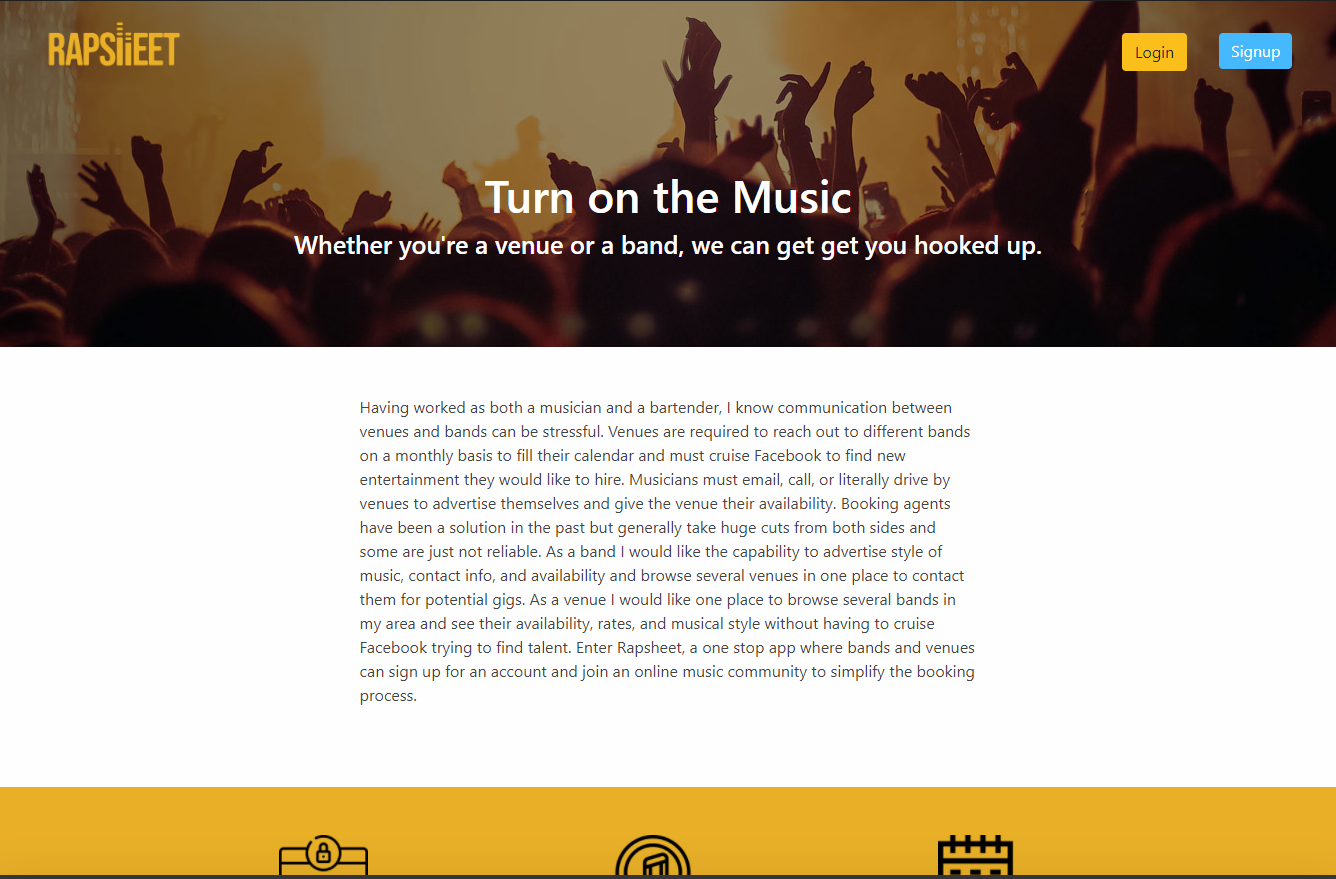 RAPSHEET
Login
Signup
Turn on the Music
Whether you're a venue or a band, we can get get you hooked up.
Having worked as both a musician and a bartender, I know communication between
venues and bands can be stressful. Venues are required to reach out to different bands
on a monthly basis to fill their calendar and must cruise Facebook to find new
entertainment they would like to hire. Musicians must email, call, or literally drive by
venues to advertise themselves and give the venue their availability. Booking agents
have been a solution in the past but generally take huge cuts from both sides and
some are just not reliable. As a band I would like the capability to advertise style of
music, contact info, and availability and browse several venues in one place to contact
them for potential gigs. As a venue I would like one place to browse several bands in
my area and see their availability, rates, and musical style without having to cruise
Facebook trying to find talent. Enter Rapsheet, a one stop app where bands and venues
can sign up for an account and join an online music community to simplify the booking
process.